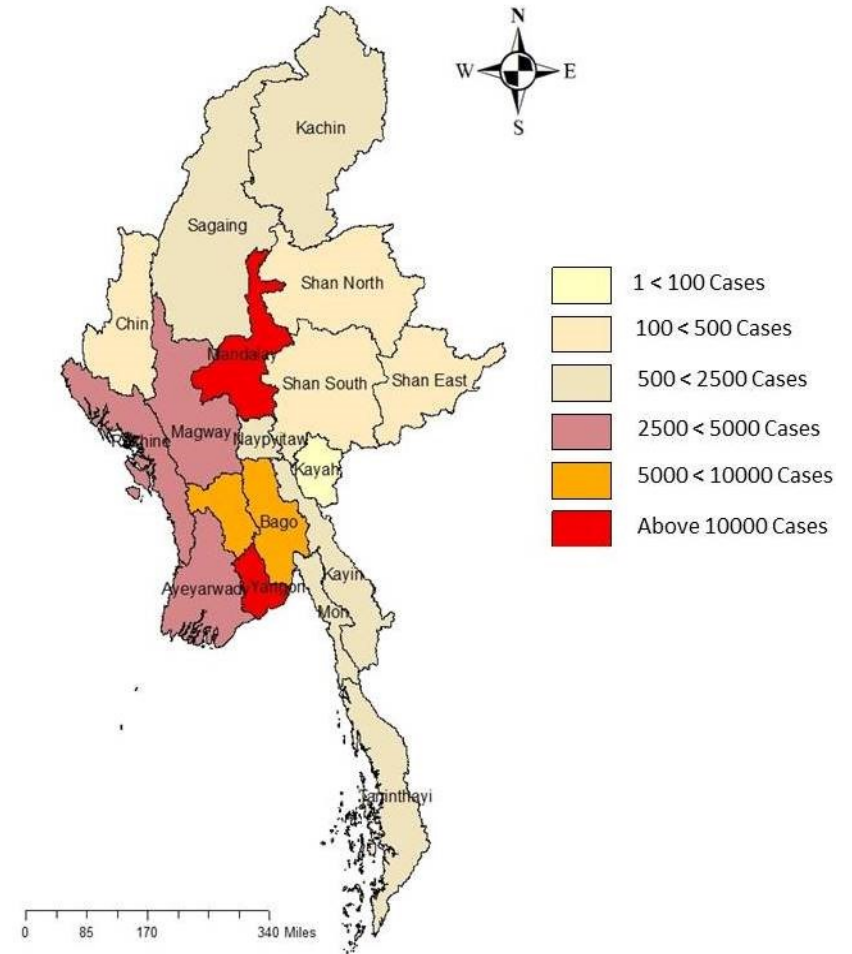 N
W E
S
Kachin
Sagaing
Shan North
Chin
Mandalay
Shan South
Shan East
Magway
Naypyitaw
Rakhine
Kayah
Bago
Kayin
Ayeyarwady
Yangon
Mon
Taninthayi
1 < 100 Cases
100 < 500 Cases
500 < 2500 Cases
2500 < 5000 Cases
5000 < 10000 Cases
Above 10000 Cases
0 85 170 340 Miles